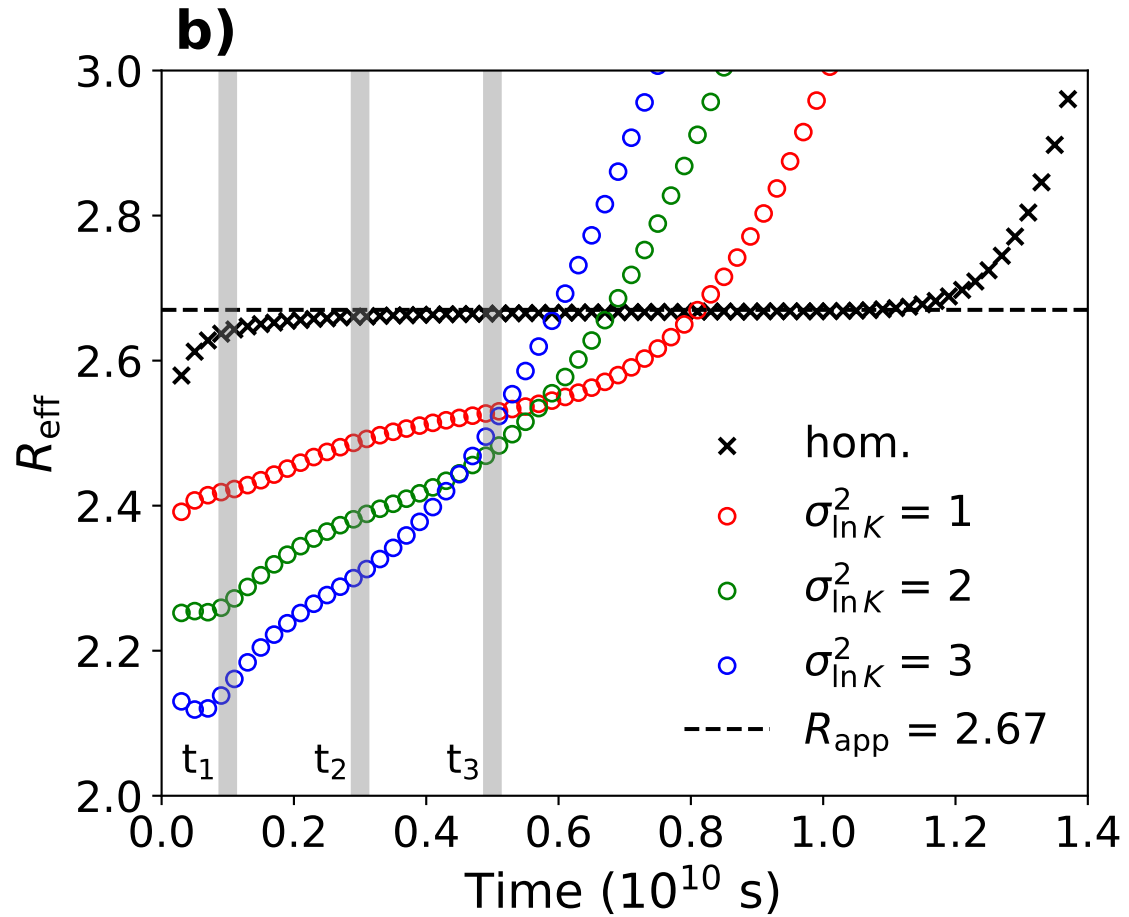 b)
3.0
2.8
2.6
2.4
2.2
2.0
R_eff
hom.
σ²_ln K = 1
σ²_ln K = 2
σ²_ln K = 3
R_app = 2.67
t₁
t₂
t₃
0.0 0.2 0.4 0.6 0.8 1.0 1.2 1.4
Time (10¹⁰ s)